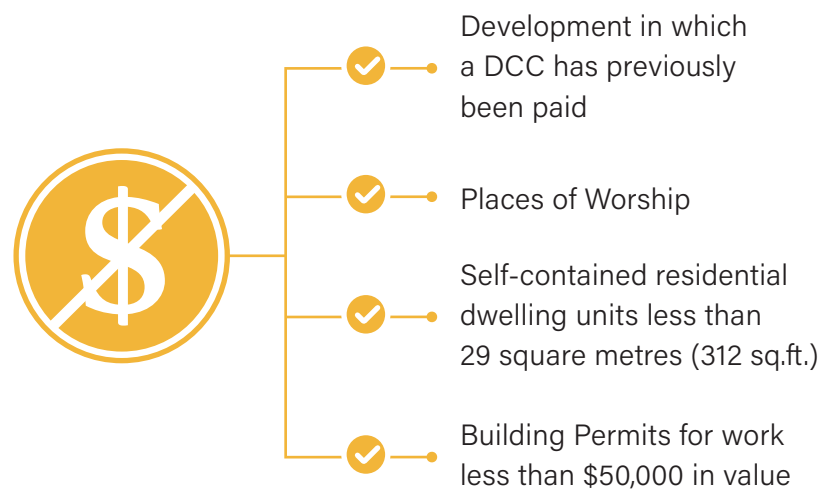 Development in which
a DCC has previously
been paid
Places of Worship
Self-contained residential
dwelling units less than
29 square metres (312 sq.ft.)
Building Permits for work
less than $50,000 in value
$